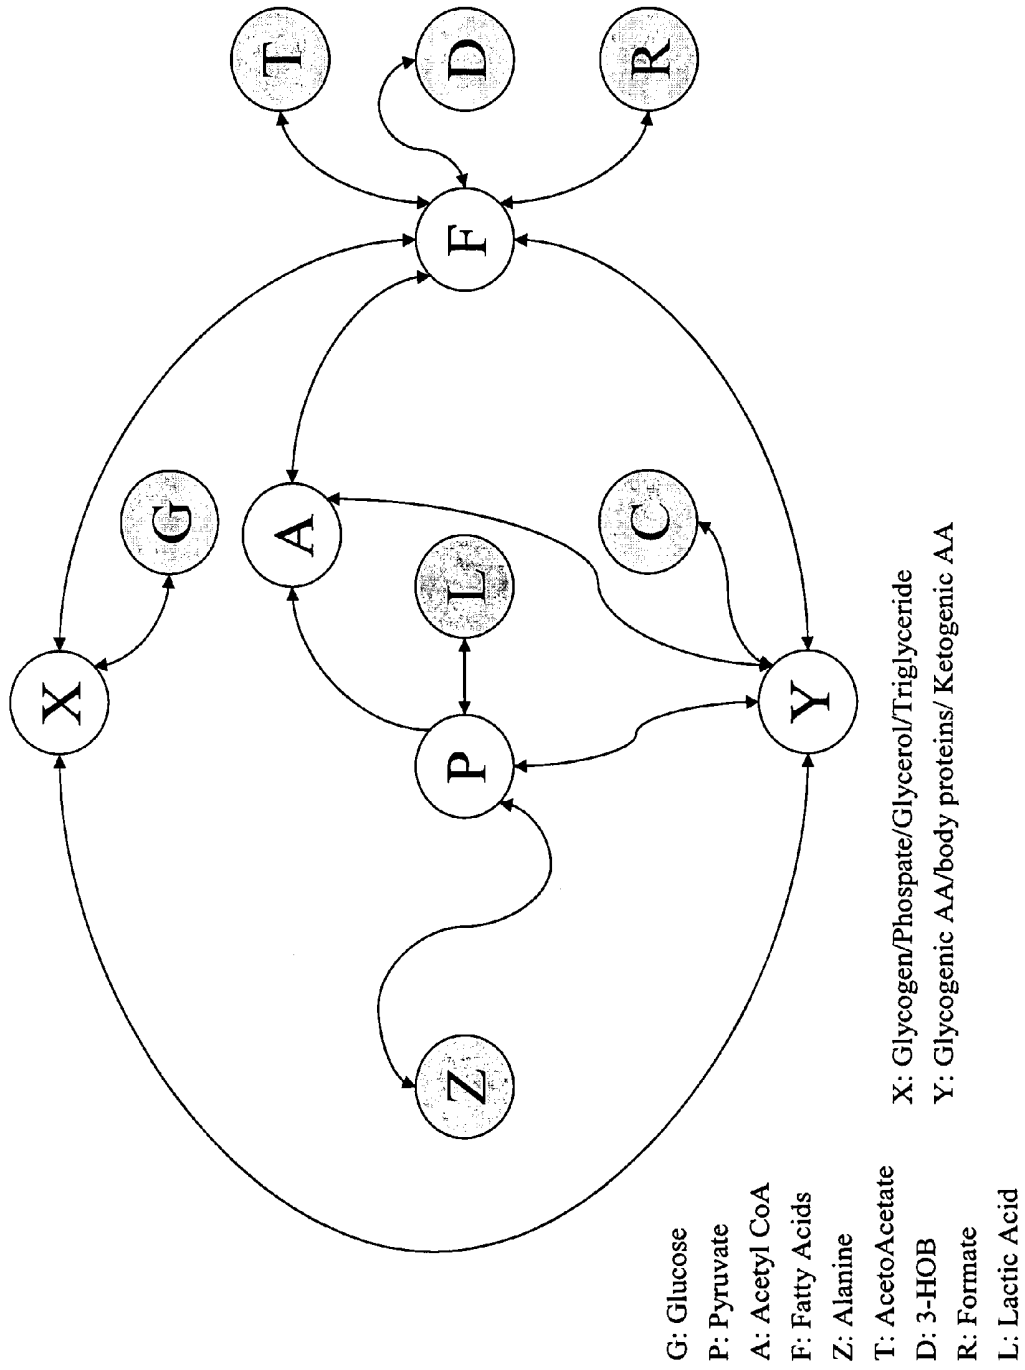 X
G
A
T
F
D
R
L
P
C
Z
Y
G: Glucose
P: Pyruvate
A: Acetyl CoA
F: Fatty Acids
Z: Alanine
T: AcetoAcetate
D: 3-HOB
R: Formate
L: Lactic Acid
X: Glycogen/Phospate/Glycerol/Triglyceride
Y: Glycogenic AA/body proteins/ Ketogenic AA